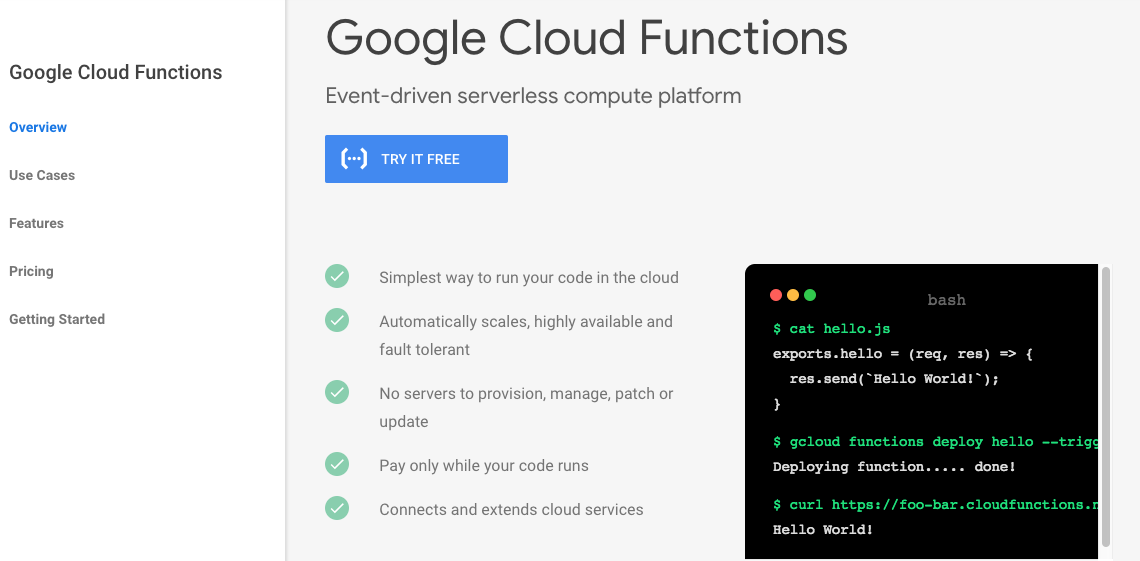 Google Cloud Functions
Overview
Use Cases
Features
Pricing
Getting Started
Google Cloud Functions
Event-driven serverless compute platform
TRY IT FREE
Simplest way to run your code in the cloud
Automatically scales, highly available and
fault tolerant
No servers to provision, manage, patch or
update
Pay only while your code runs
Connects and extends cloud services
bash
$ cat hello.js
exports.hello = (req, res) => {
  res.send(`Hello World!`);
}
$ gcloud functions deploy hello --trigg
Deploying function..... done!
$ curl https://foo-bar.cloudfunctions.n
Hello World!